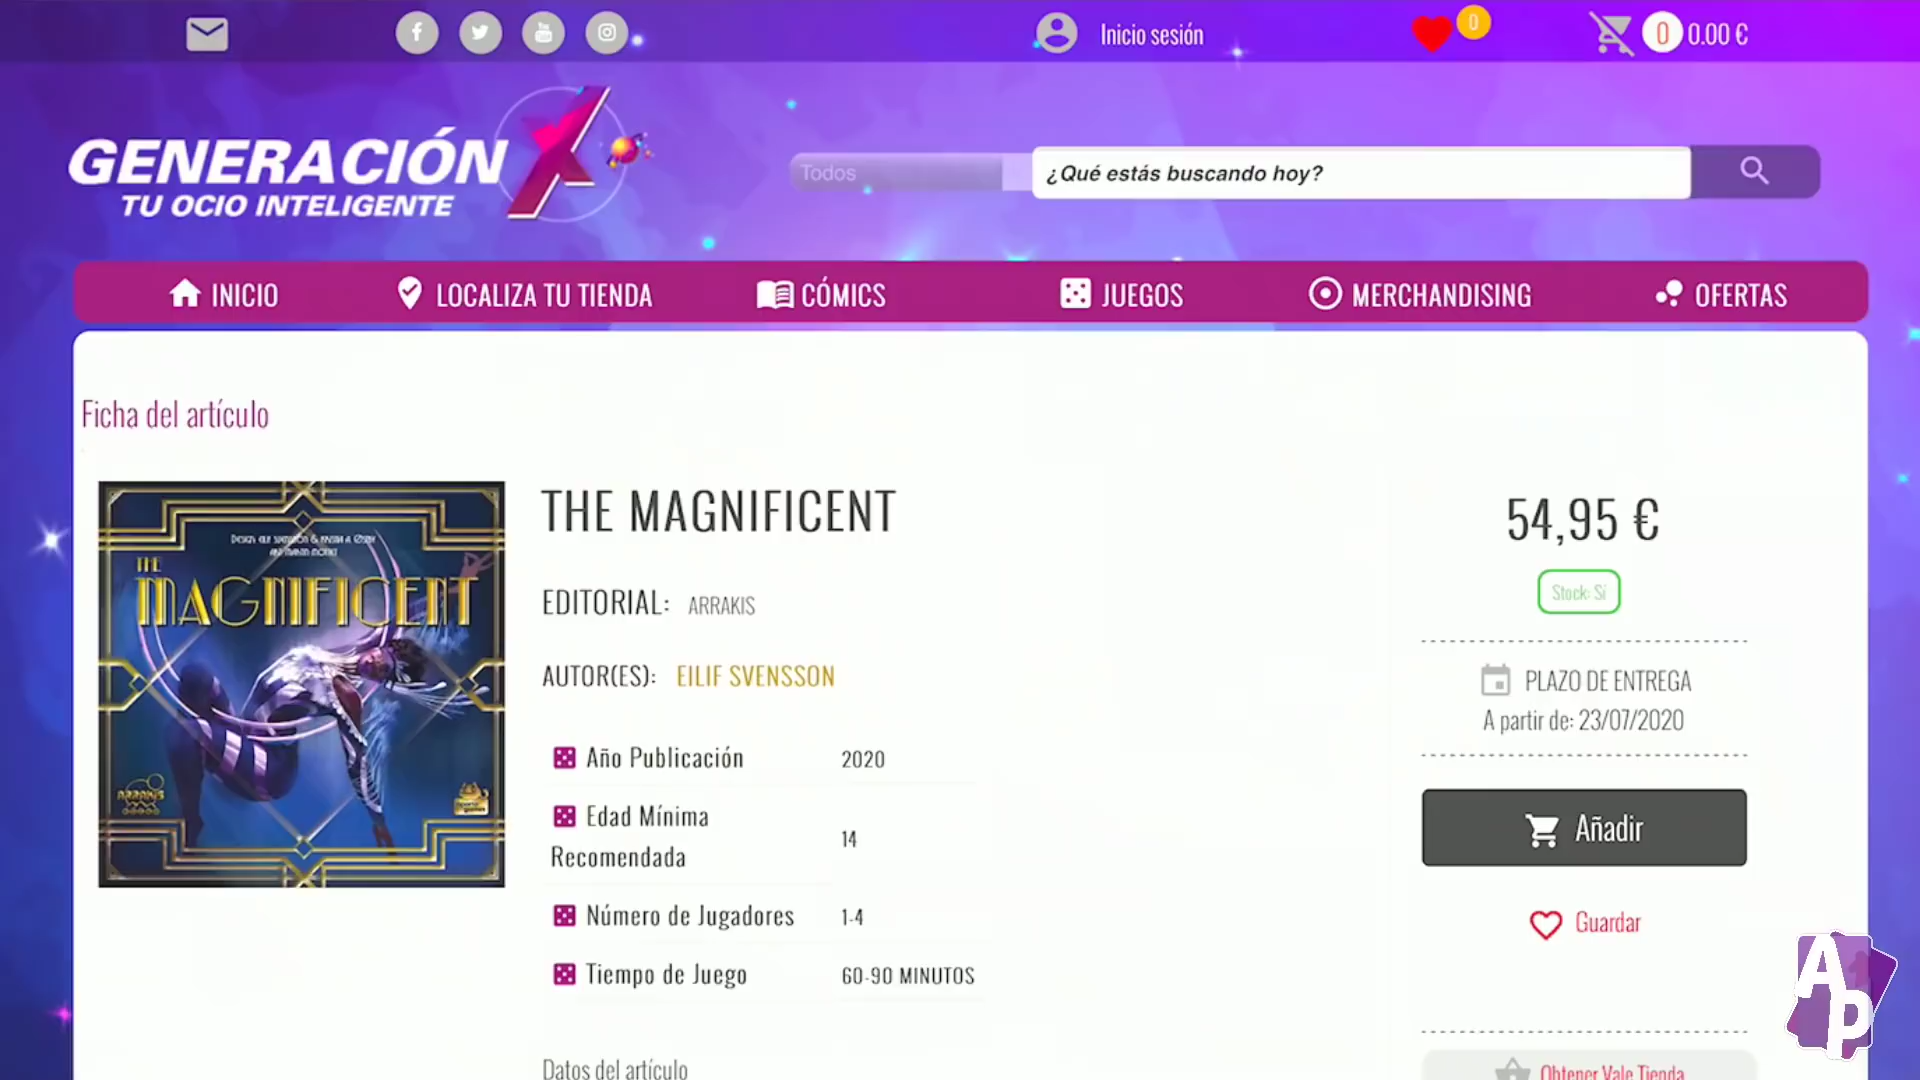 Inicio sesión
0
0
0.00 €
GENERACIÓN X
TU OCIO INTELIGENTE
Todos
¿Qué estás buscando hoy?
INICIO
LOCALIZA TU TIENDA
CÓMICS
JUEGOS
MERCHANDISING
OFERTAS
Ficha del artículo
THE
MAGNIFICENT
ARRAKIS
THE MAGNIFICENT
EDITORIAL: ARRAKIS
AUTOR(ES): EILIF SVENSSON
Año Publicación 2020
Edad Mínima
Recomendada
14
Número de Jugadores 1-4
Tiempo de Juego 60-90 MINUTOS
Datos del artículo
54,95 €
Stock: Sí
PLAZO DE ENTREGA
A partir de: 23/07/2020
Añadir
Guardar
Obtener Vale Tienda
AP